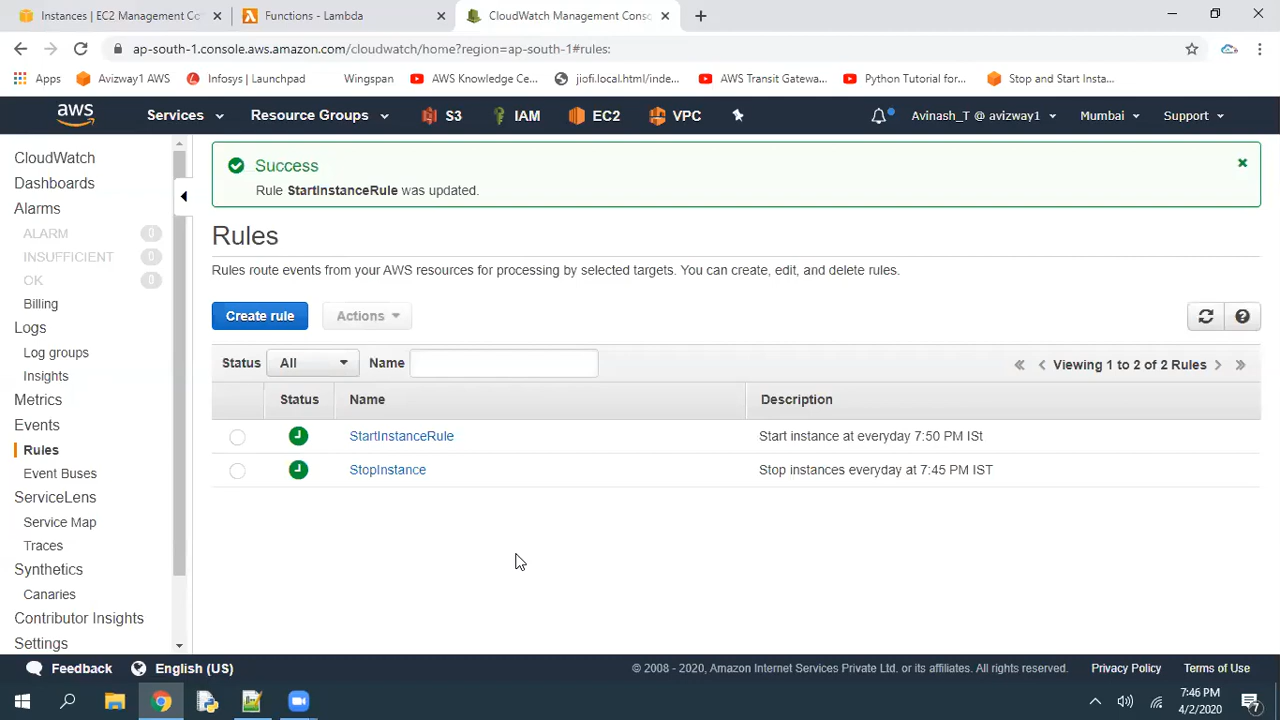 Instances | EC2 Management Co
Functions - Lambda
CloudWatch Management Conso
ap-south-1.console.aws.amazon.com/cloudwatch/home?region=ap-south-1#rules:
Apps
Avizway1 AWS
Infosys | Launchpad
Wingspan
AWS Knowledge Ce...
jiofi.local.html/inde...
AWS Transit Gatewa...
Python Tutorial for...
Stop and Start Insta...
aws
Services
Resource Groups
S3
IAM
EC2
VPC
Avinash_T @ avizway1
Mumbai
Support
CloudWatch
Dashboards
Alarms
ALARM 0
INSUFFICIENT 0
OK 0
Billing
Logs
Log groups
Insights
Metrics
Events
Rules
Event Buses
ServiceLens
Service Map
Traces
Synthetics
Canaries
Contributor Insights
Settings
Success
Rule StartInstanceRule was updated.
Rules
Rules route events from your AWS resources for processing by selected targets. You can create, edit, and delete rules.
Create rule
Actions
Status All Name
Viewing 1 to 2 of 2 Rules
Status Name Description
StartInstanceRule Start instance at everyday 7:50 PM ISt
StopInstance Stop instances everyday at 7:45 PM IST
Feedback
English (US)
© 2008 - 2020, Amazon Internet Services Private Ltd. or its affiliates. All rights reserved.
Privacy Policy
Terms of Use
7:46 PM
4/2/2020
7